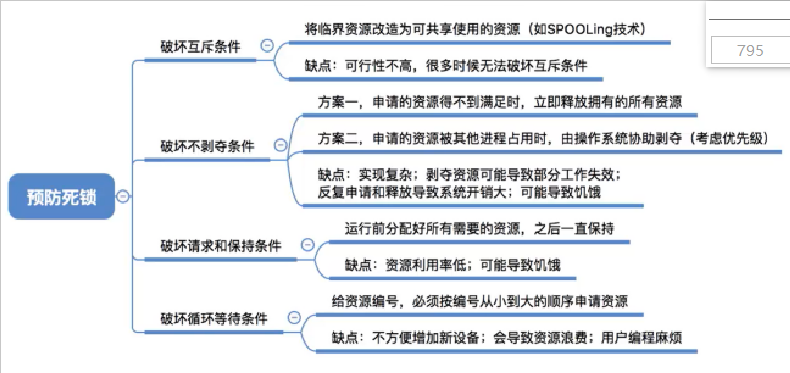 795
预防死锁
破坏互斥条件
将临界资源改造为可共享使用的资源（如SPOOLing技术）
缺点：可行性不高，很多时候无法破坏互斥条件
破坏不剥夺条件
方案一，申请的资源得不到满足时，立即释放拥有的所有资源
方案二，申请的资源被其他进程占用时，由操作系统协助剥夺（考虑优先级）
缺点：实现复杂；剥夺资源可能导致部分工作失效；
反复申请和释放导致系统开销大；可能导致饥饿
破坏请求和保持条件
运行前分配好所有需要的资源，之后一直保持
缺点：资源利用率低；可能导致饥饿
破坏循环等待条件
给资源编号，必须按编号从小到大的顺序申请资源
缺点：不方便增加新设备；会导致资源浪费；用户编程麻烦